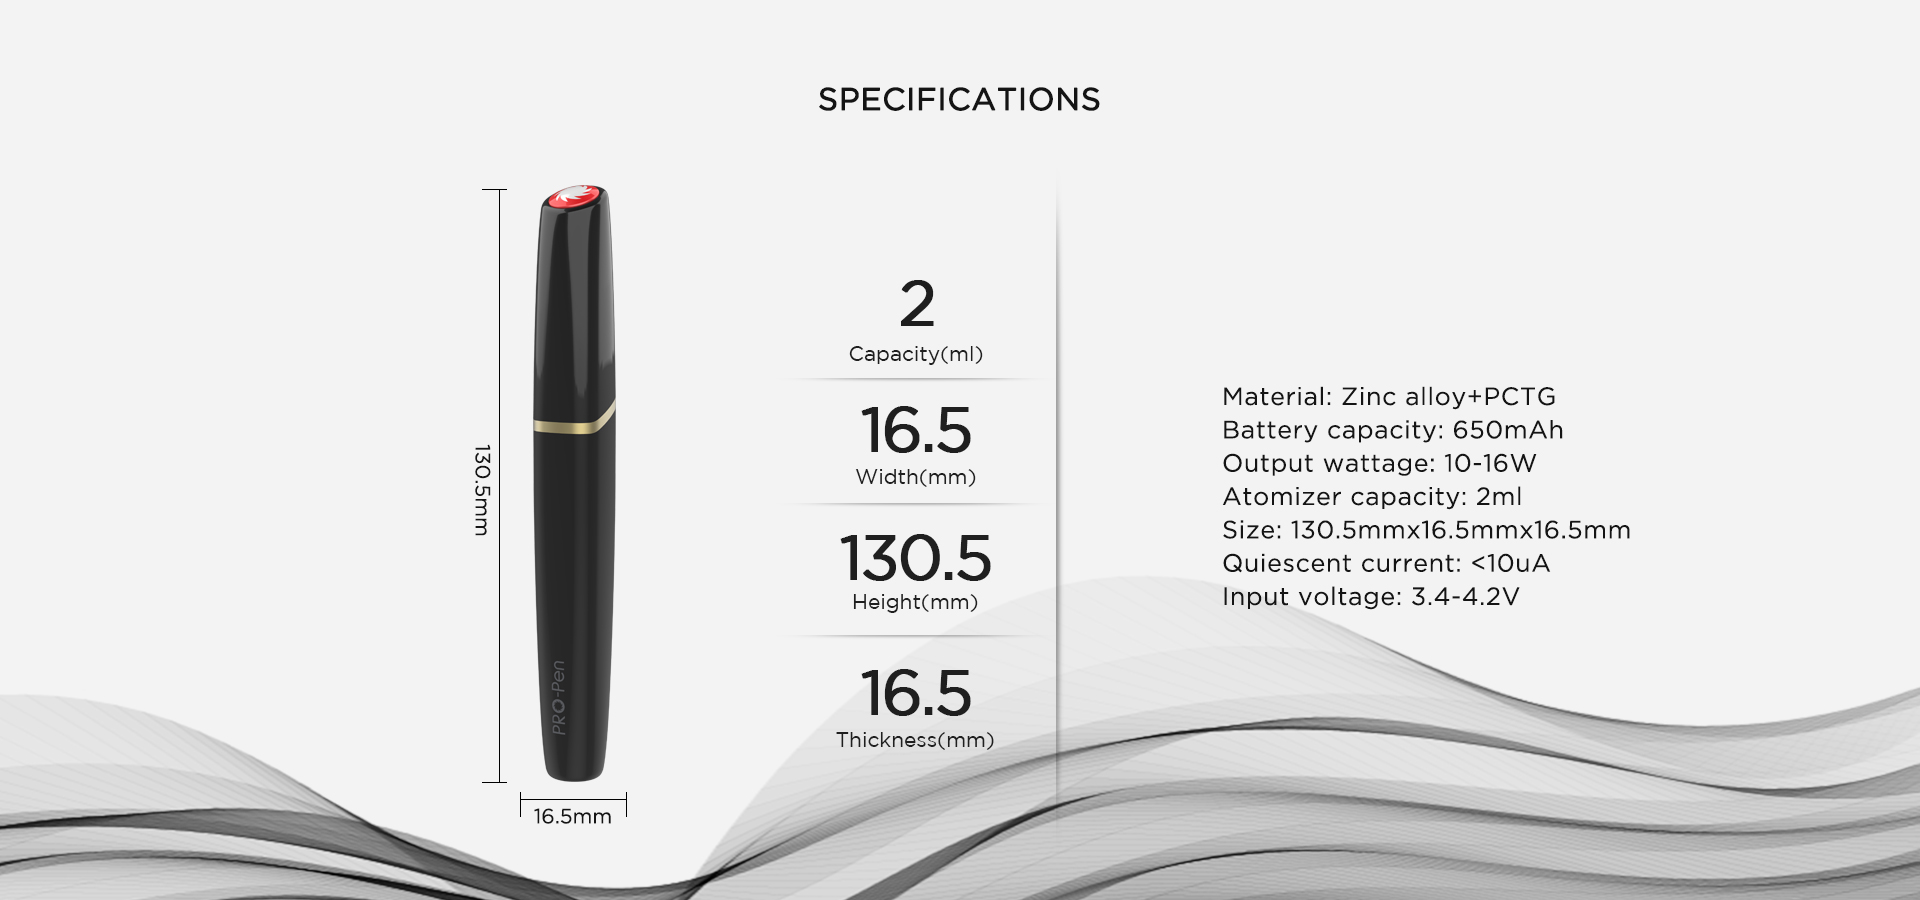 SPECIFICATIONS
130.5mm
PRO-Pen
16.5mm
2
Capacity(ml)
16.5
Width(mm)
130.5
Height(mm)
16.5
Thickness(mm)
Material: Zinc alloy+PCTG
Battery capacity: 650mAh
Output wattage: 10-16W
Atomizer capacity: 2ml
Size: 130.5mmx16.5mmx16.5mm
Quiescent current: <10uA
Input voltage: 3.4-4.2V